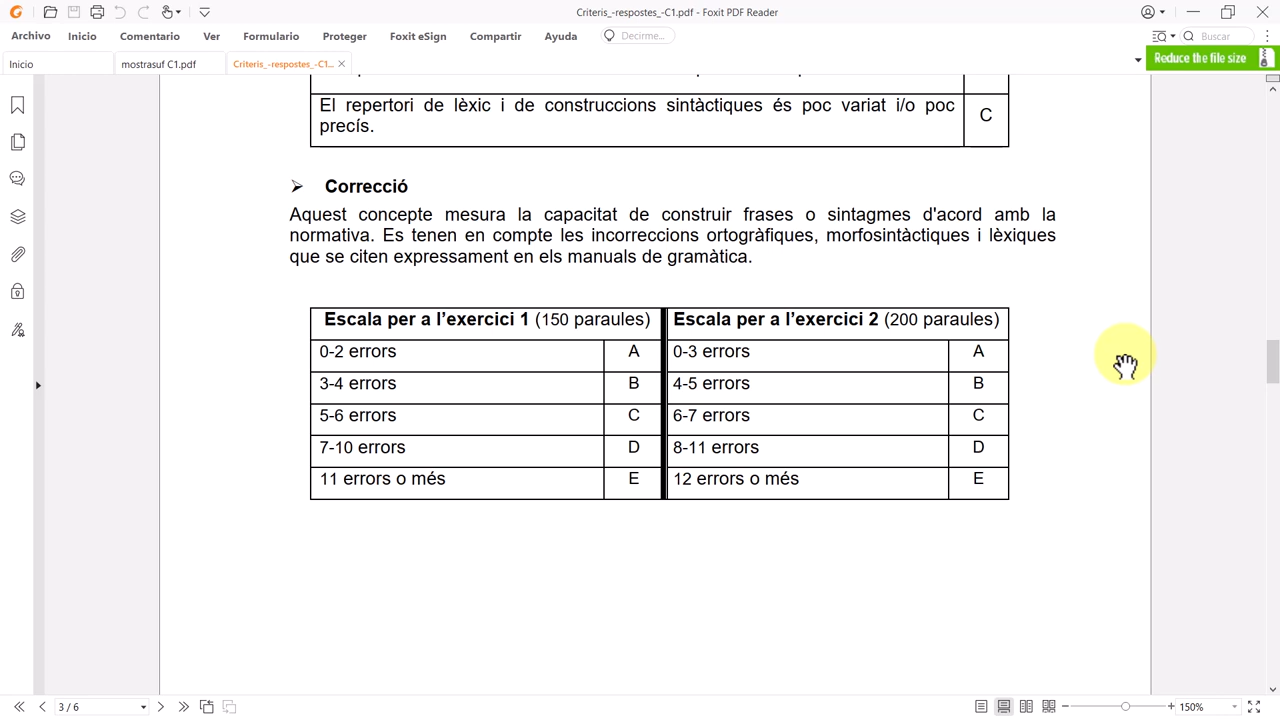 Criteris_-respostes_-C1.pdf - Foxit PDF Reader
Archivo Inicio Comentario Ver Formulario Proteger Foxit eSign Compartir Ayuda Decirme... Buscar
Inicio mostrasuf C1.pdf Criteris_-respostes_-C1... Reduce the file size
El repertori de lèxic i de construccions sintàctiques és poc variat i/o poc
precís. C
➢ Correcció
Aquest concepte mesura la capacitat de construir frases o sintagmes d'acord amb la
normativa. Es tenen en compte les incorreccions ortogràfiques, morfosintàctiques i lèxiques
que se citen expressament en els manuals de gramàtica.
Escala per a l’exercici 1 (150 paraules) Escala per a l’exercici 2 (200 paraules)
0-2 errors A 0-3 errors A
3-4 errors B 4-5 errors B
5-6 errors C 6-7 errors C
7-10 errors D 8-11 errors D
11 errors o més E 12 errors o més E
3 / 6 150%